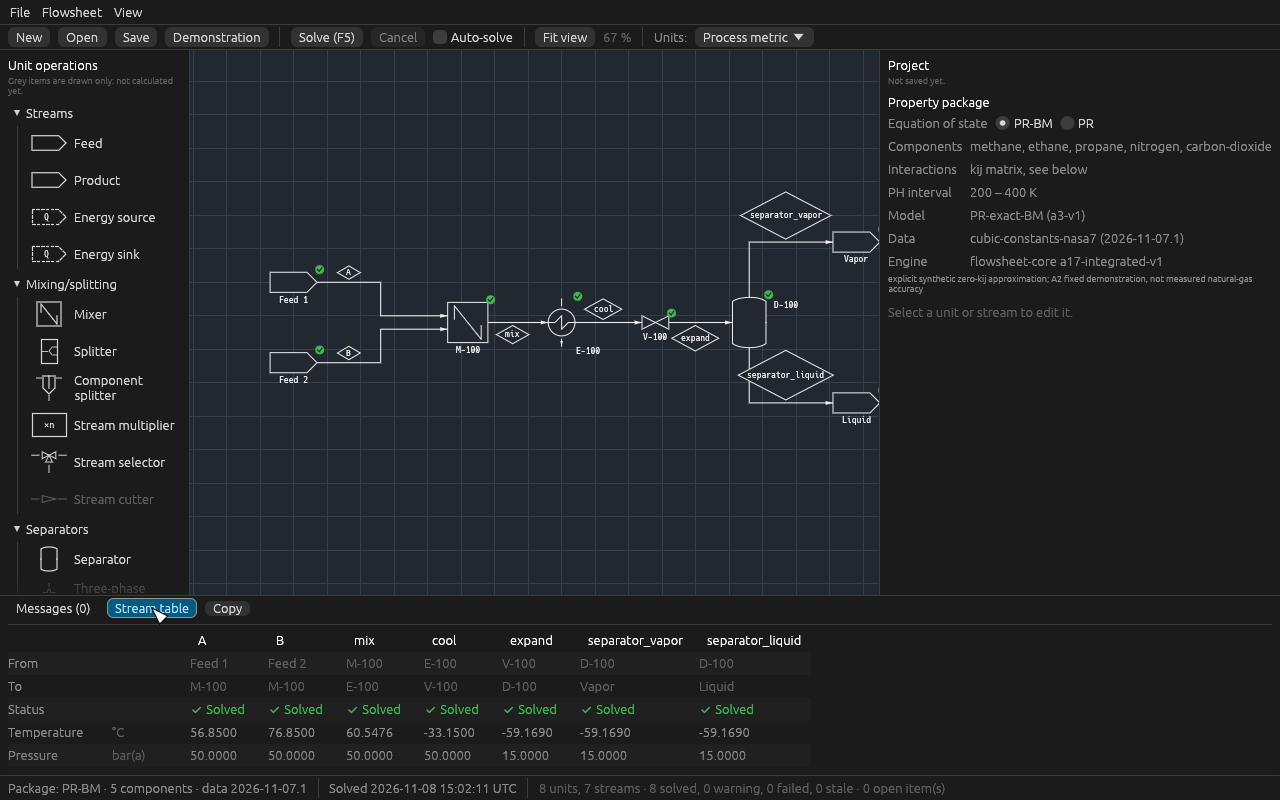 File Flowsheet View
New Open Save Demonstration Solve (F5) Cancel Auto-solve Fit view 67 % Units: Process metric
Unit operations
Grey items are drawn only: not calculated
yet.
Streams
Feed
Product
Q Energy source
Q Energy sink
Mixing/splitting
Mixer
Splitter
Component
splitter
×n Stream multiplier
Stream selector
Stream cutter
Separators
Separator
Three-phase
separator_vapor
Vapor
A
Feed 1
cool
D-100
mix
V-100
expand
M-100
E-100
B
Feed 2
separator_liquid
Liquid
Project
Not saved yet.
Property package
Equation of state PR-BM PR
Components methane, ethane, propane, nitrogen, carbon-dioxide
Interactions kij matrix, see below
PH interval 200 – 400 K
Model PR-exact-BM (a3-v1)
Data cubic-constants-nasa7 (2026-11-07.1)
Engine flowsheet-core a17-integrated-v1
explicit synthetic zero-kij approximation; A2 fixed demonstration, not measured natural-gas
accuracy
Select a unit or stream to edit it.
Messages (0) Stream table Copy
A B mix cool expand separator_vapor separator_liquid
From Feed 1 Feed 2 M-100 E-100 V-100 D-100 D-100
To M-100 M-100 E-100 V-100 D-100 Vapor Liquid
Status ✓ Solved ✓ Solved ✓ Solved ✓ Solved ✓ Solved ✓ Solved ✓ Solved
Temperature °C 56.8500 76.8500 60.5476 -33.1500 -59.1690 -59.1690 -59.1690
Pressure bar(a) 50.0000 50.0000 50.0000 50.0000 15.0000 15.0000 15.0000
Package: PR-BM · 5 components · data 2026-11-07.1 Solved 2026-11-08 15:02:11 UTC 8 units, 7 streams · 8 solved, 0 warning, 0 failed, 0 stale · 0 open item(s)